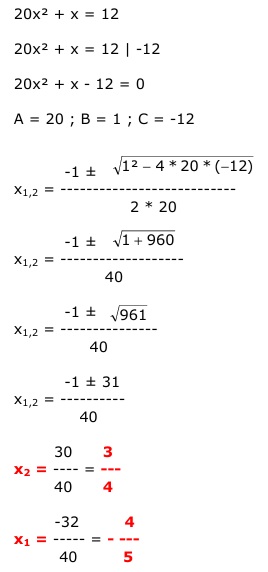 20x² + x = 12
20x² + x = 12 | -12
20x² + x - 12 = 0
A = 20 ; B = 1 ; C = -12
-1 ± √1² − 4 * 20 * (−12)
x1,2 = ---------------------------
2 * 20
-1 ± √1 + 960
x1,2 = -------------------
40
-1 ± √961
x1,2 = ---------------
40
-1 ± 31
x1,2 = ----------
40
30 3
x2 = ---- = ---
40 4
-32 4
x1 = ----- = - ---
40 5